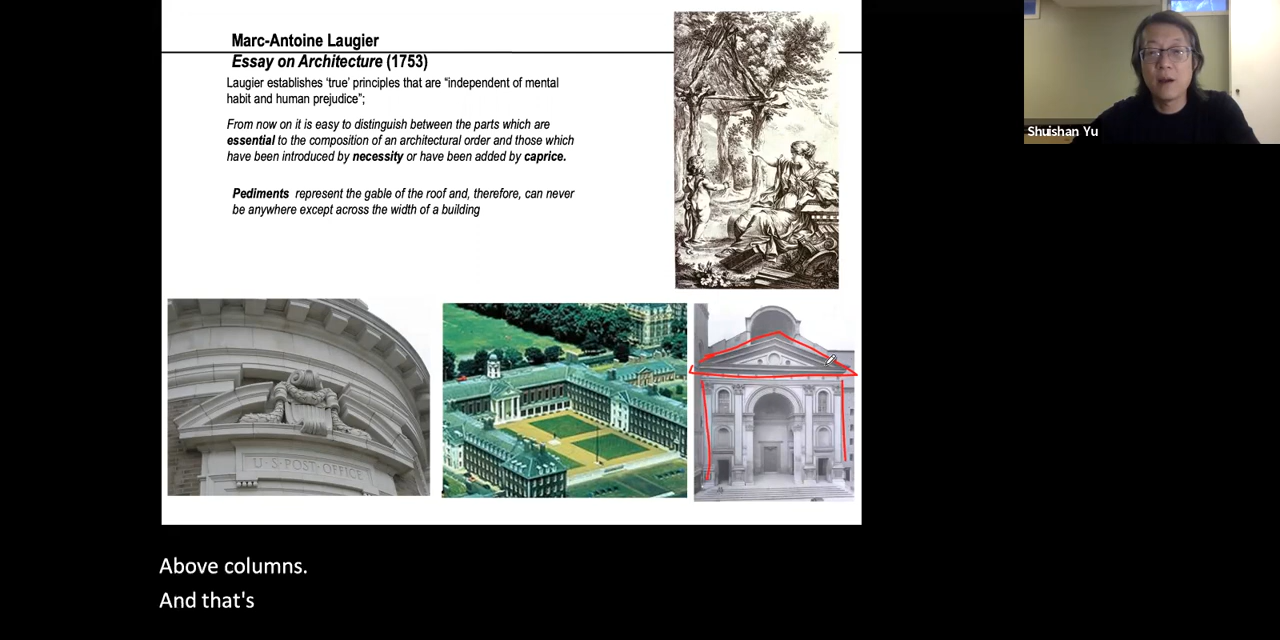 Marc-Antoine Laugier
Essay on Architecture (1753)
Laugier establishes ‘true’ principles that are “independent of mental
habit and human prejudice”;
From now on it is easy to distinguish between the parts which are
essential to the composition of an architectural order and those which
have been introduced by necessity or have been added by caprice.
Pediments represent the gable of the roof and, therefore, can never
be anywhere except across the width of a building
Shuishan Yu
U·S·POST·OFFICE
Above columns.
And that's